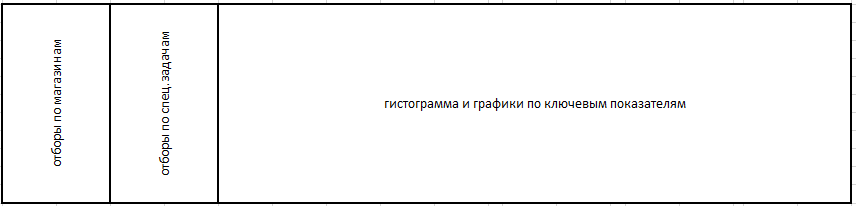 отборы по магазинам
отборы по спец.задачам
гистограмма и графики по ключевым показателям